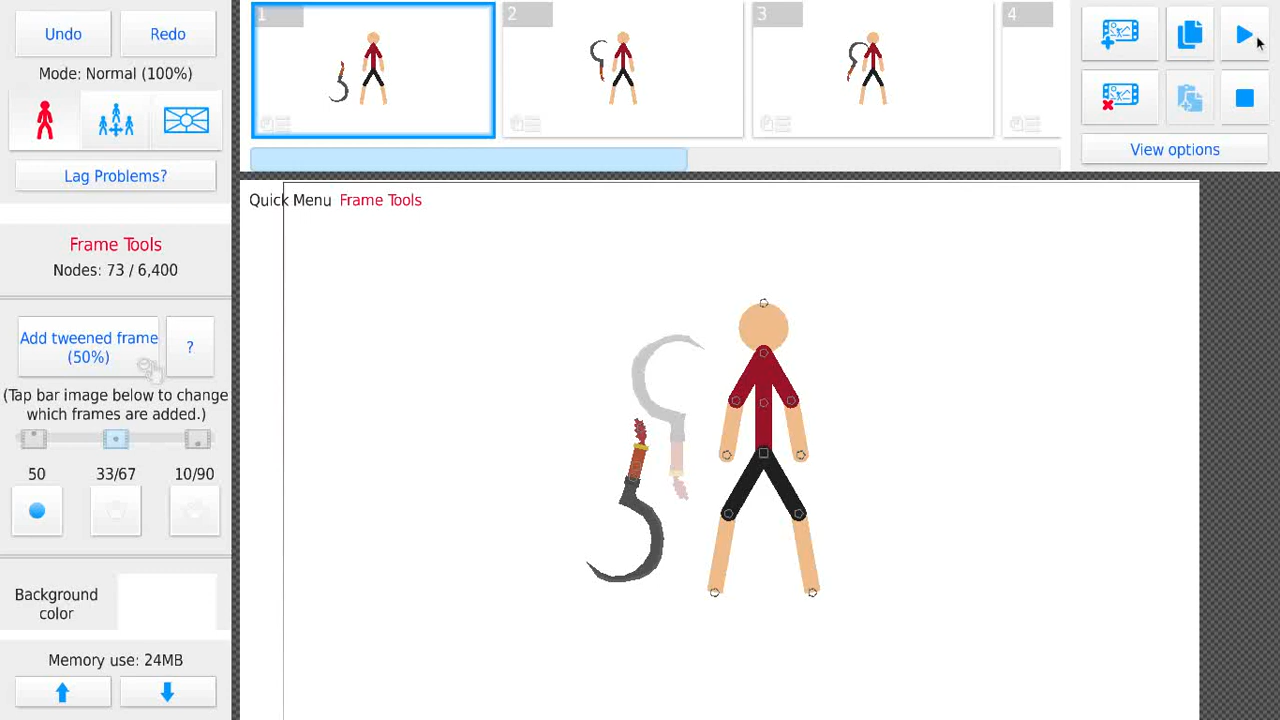 Undo
Redo
Mode: Normal (100%)
Lag Problems?
Frame Tools
Nodes: 73 / 6,400
Add tweened frame
(50%)
?
(Tap bar image below to change
which frames are added.)
50
33/67
10/90
Background
color
Memory use: 24MB
1
2
3
4
View options
Quick Menu
Frame Tools